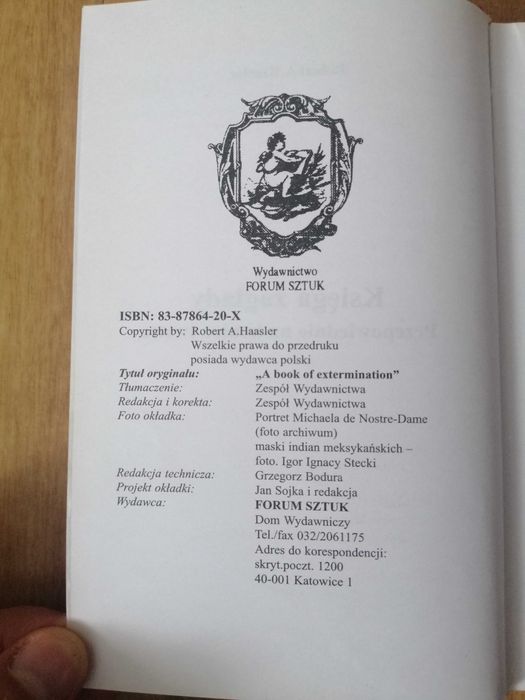 Wydawnictwo
FORUM SZTUK
ISBN: 83-87864-20-X
Copyright by: Robert A.Haasler
Wszelkie prawa do przedruku
posiada wydawca polski
Tytuł oryginału: „A book of extermination”
Tłumaczenie: Zespół Wydawnictwa
Redakcja i korekta: Zespół Wydawnictwa
Foto okładka: Portret Michaela de Nostre-Dame
(foto archiwum)
maski indian meksykańskich –
foto. Igor Ignacy Stecki
Redakcja techniczna: Grzegorz Bodura
Projekt okładki: Jan Sojka i redakcja
Wydawca: FORUM SZTUK
Dom Wydawniczy
Tel./fax 032/2061175
Adres do korespondencji:
skryt.poczt. 1200
40-001 Katowice 1